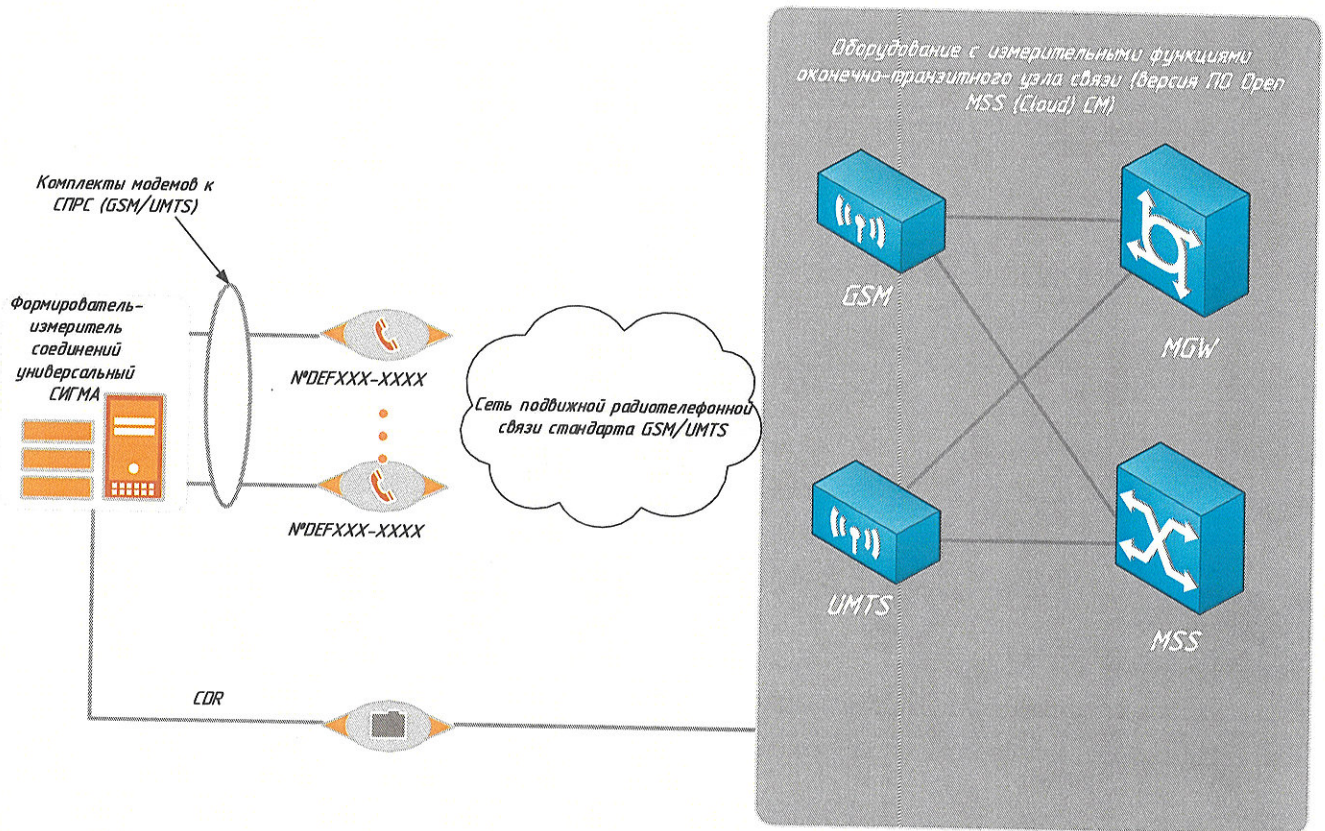 Оборудование с измерительными функциями
оконечно-транзитного узла связи (версия ПО Open
MSS (Cloud) СМ)
Комплекты модемов к
СПРС (GSM/UMTS)
Формирователь-
измеритель
соединений
универсальный
СИГМА
№DEFXXX-XXXX
№DEFXXX-XXXX
Сеть подвижной радиотелефонной
связи стандарта GSM/UMTS
GSM
MGW
UMTS
MSS
CDR